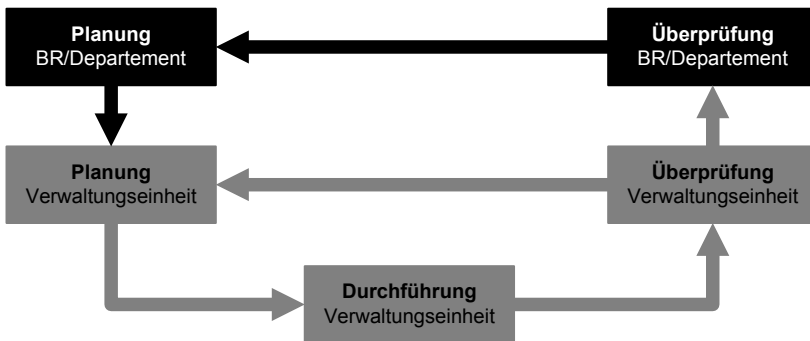 Planung
BR/Departement
Überprüfung
BR/Departement
Planung
Verwaltungseinheit
Überprüfung
Verwaltungseinheit
Durchführung
Verwaltungseinheit